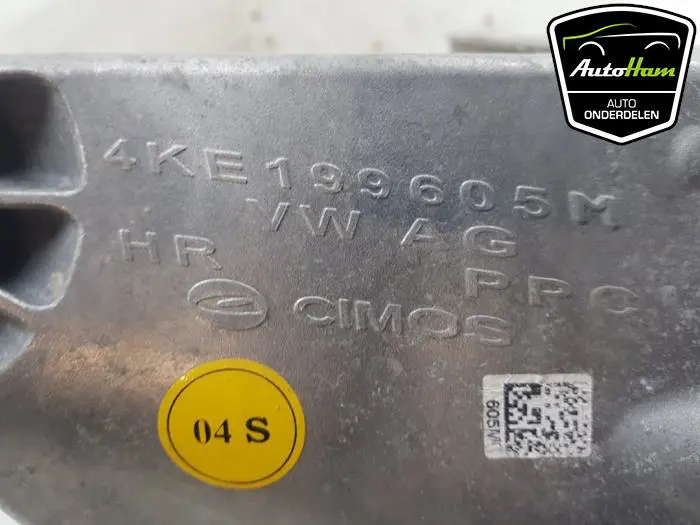 AutoHam
AUTO
ONDERDELEN
4KE199605M
VW AG
HR
PPC
CIMOS
04 S
605M